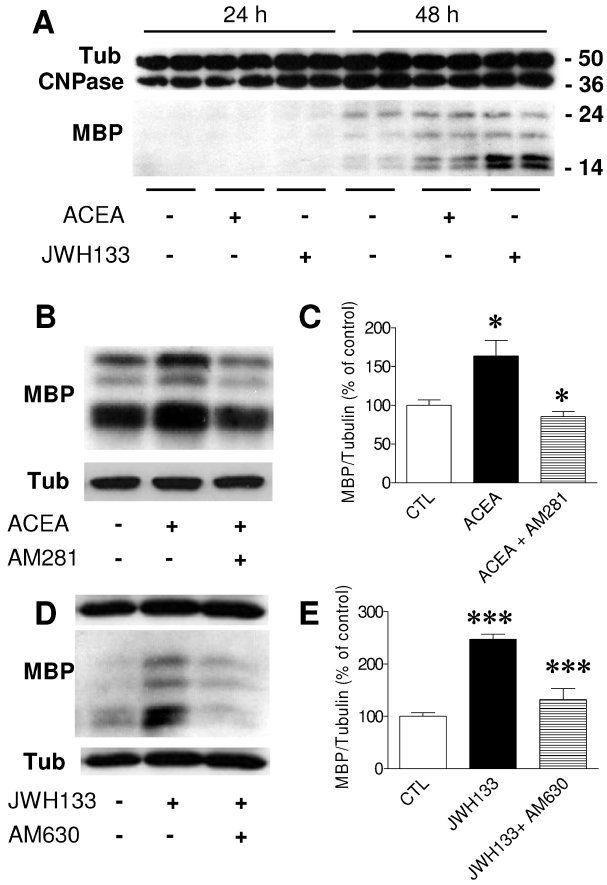 A
24 h 48 h
Tub - 50
CNPase - 36
MBP - 24
- 14
ACEA - + - - + -
JWH133 - - + - - +
B
MBP
Tub
ACEA - + +
AM281 - - +
C
MBP/Tubulin (% of control)
200
150
100
50
0
* *
CTL ACEA ACEA + AM281
D
MBP
Tub
JWH133 - + +
AM630 - - +
E
MBP/Tubulin (% of control)
300
200
100
0
*** ***
CTL JWH133 JWH133+ AM630